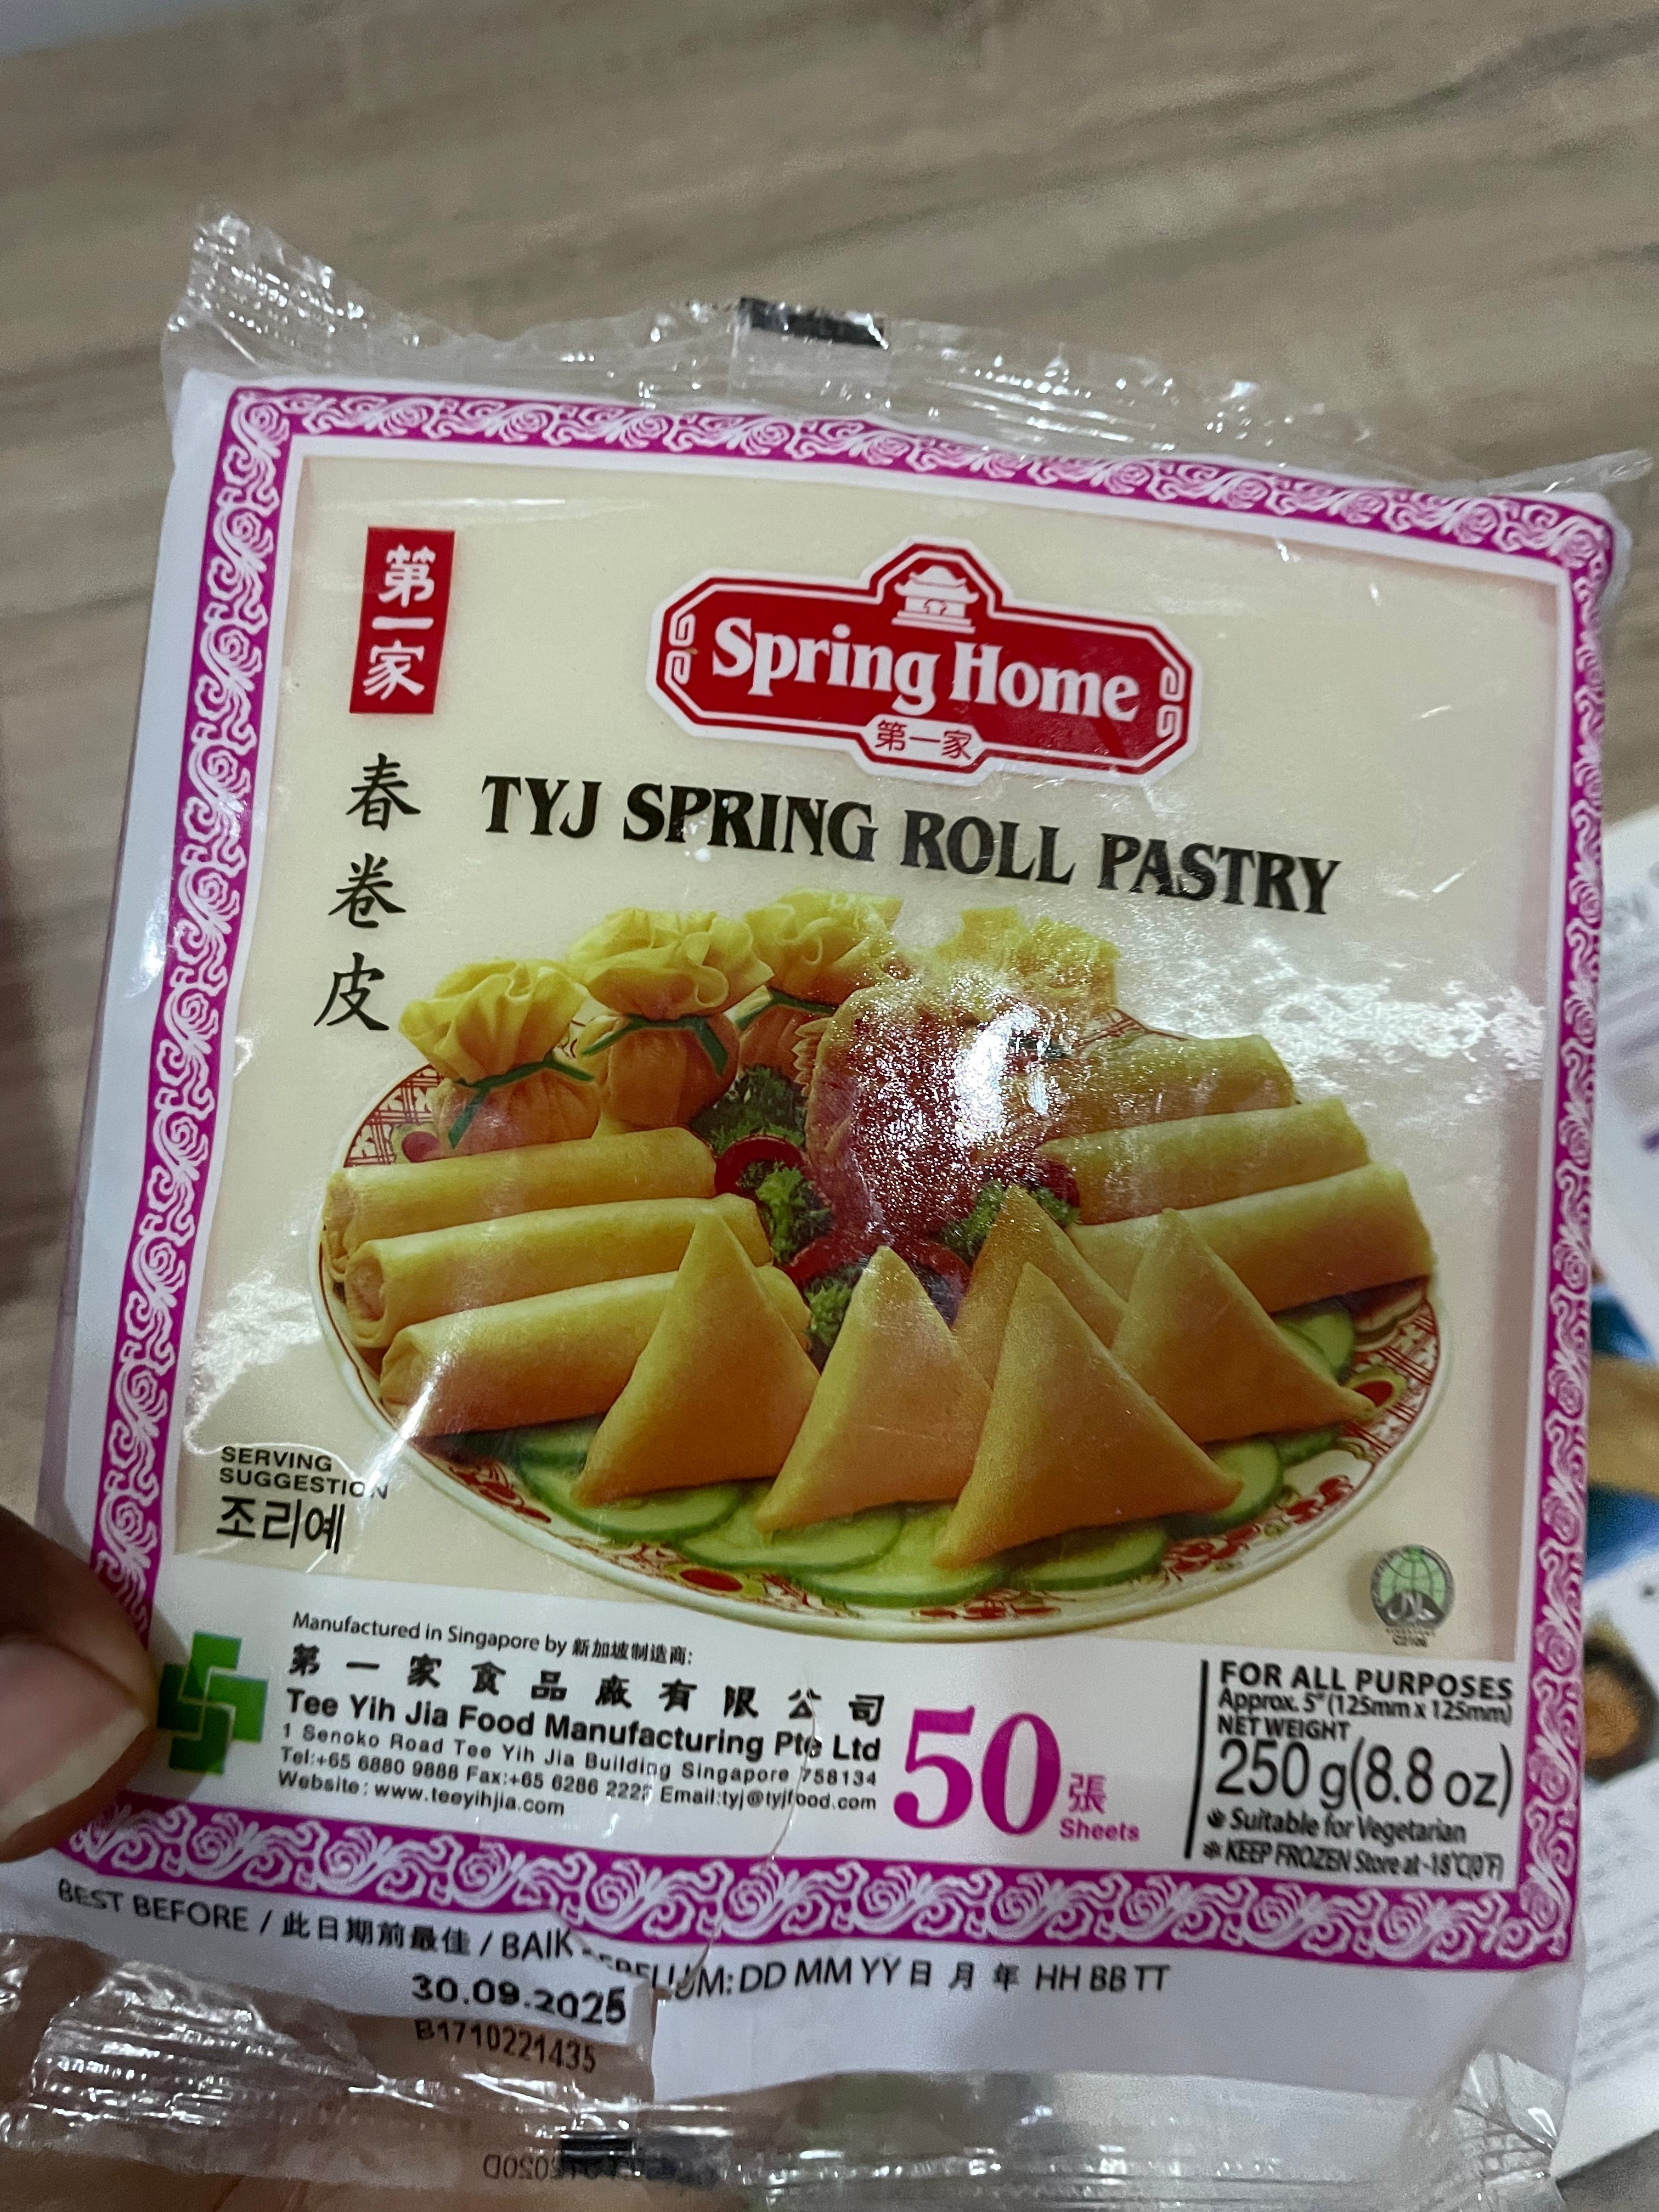 第一家
Spring Home
第一家
TYJ SPRING ROLL PASTRY
春卷皮
SERVING
SUGGESTION
조리예
Manufactured in Singapore by 新加坡制造商:
第一家食品廠有限公司
Tee Yih Jia Food Manufacturing Pte Ltd
1 Senoko Road Tee Yih Jia Building Singapore 758134
Tel:+65 6880 9888 Fax:+65 6286 222
Email:tyj@tyjfood.com
Website: www.teeyihjia.com
50 張
Sheets
FOR ALL PURPOSES
Approx. 5" (125mm x 125mm)
NET WEIGHT
250 g(8.8 oz)
Suitable for Vegetarian
KEEP FROZEN Store at -18°C(0°F)
BEST BEFORE / 此日期前最佳 / BAIK
DD MM YY 日 月 年 HH BB TT
30.09.2025
B1710221435